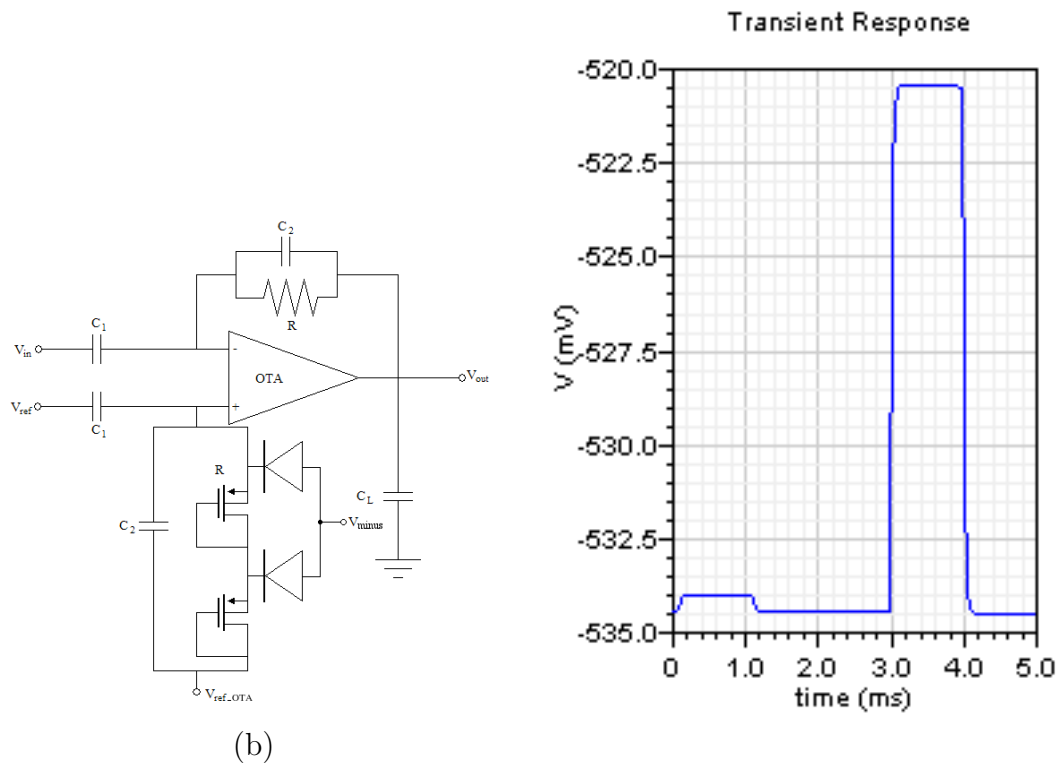 C2
R
C1
Vin
-
OTA
Vout
Vref
+
C1
R
C2
CL
Vminus
Vref_OTA
(b)
Transient Response
-520.0
-522.5
-525.0
-527.5
-530.0
-532.5
-535.0
V (mV)
0 1.0 2.0 3.0 4.0 5.0
time (ms)